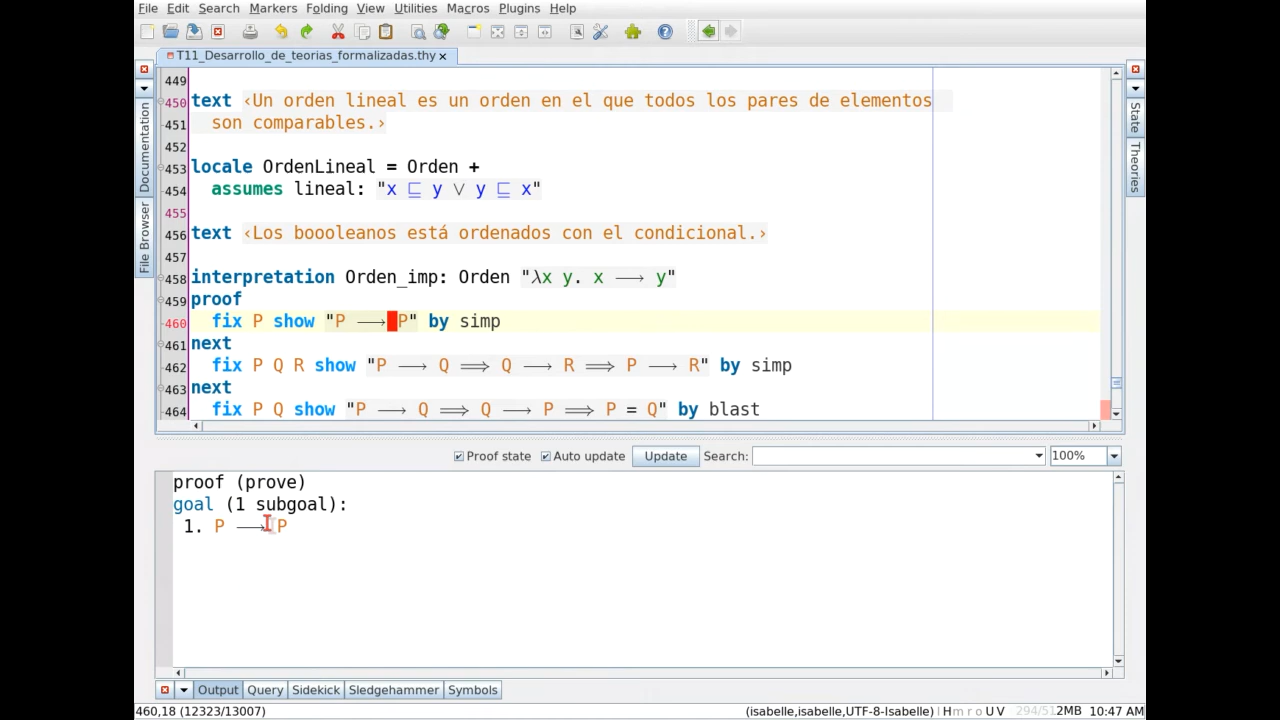 File Edit Search Markers Folding View Utilities Macros Plugins Help
T11_Desarrollo_de_teorias_formalizadas.thy
Documentation
File Browser
State
Theories
449
450 text ‹Un orden lineal es un orden en el que todos los pares de elementos
451 son comparables.›
452
453 locale OrdenLineal = Orden +
454 assumes lineal: "x ⊑ y ∨ y ⊑ x"
455
456 text ‹Los boooleanos está ordenados con el condicional.›
457
458 interpretation Orden_imp: Orden "λx y. x ⟶ y"
459 proof
460 fix P show "P ⟶ P" by simp
461 next
462 fix P Q R show "P ⟶ Q ⟹ Q ⟶ R ⟹ P ⟶ R" by simp
463 next
464 fix P Q show "P ⟶ Q ⟹ Q ⟶ P ⟹ P = Q" by blast
Proof state Auto update Update Search: 100%
proof (prove)
goal (1 subgoal):
1. P ⟶ P
Output Query Sidekick Sledgehammer Symbols
460,18 (12323/13007) (isabelle,isabelle,UTF-8-Isabelle) H m r o U V 294/512MB 10:47 AM